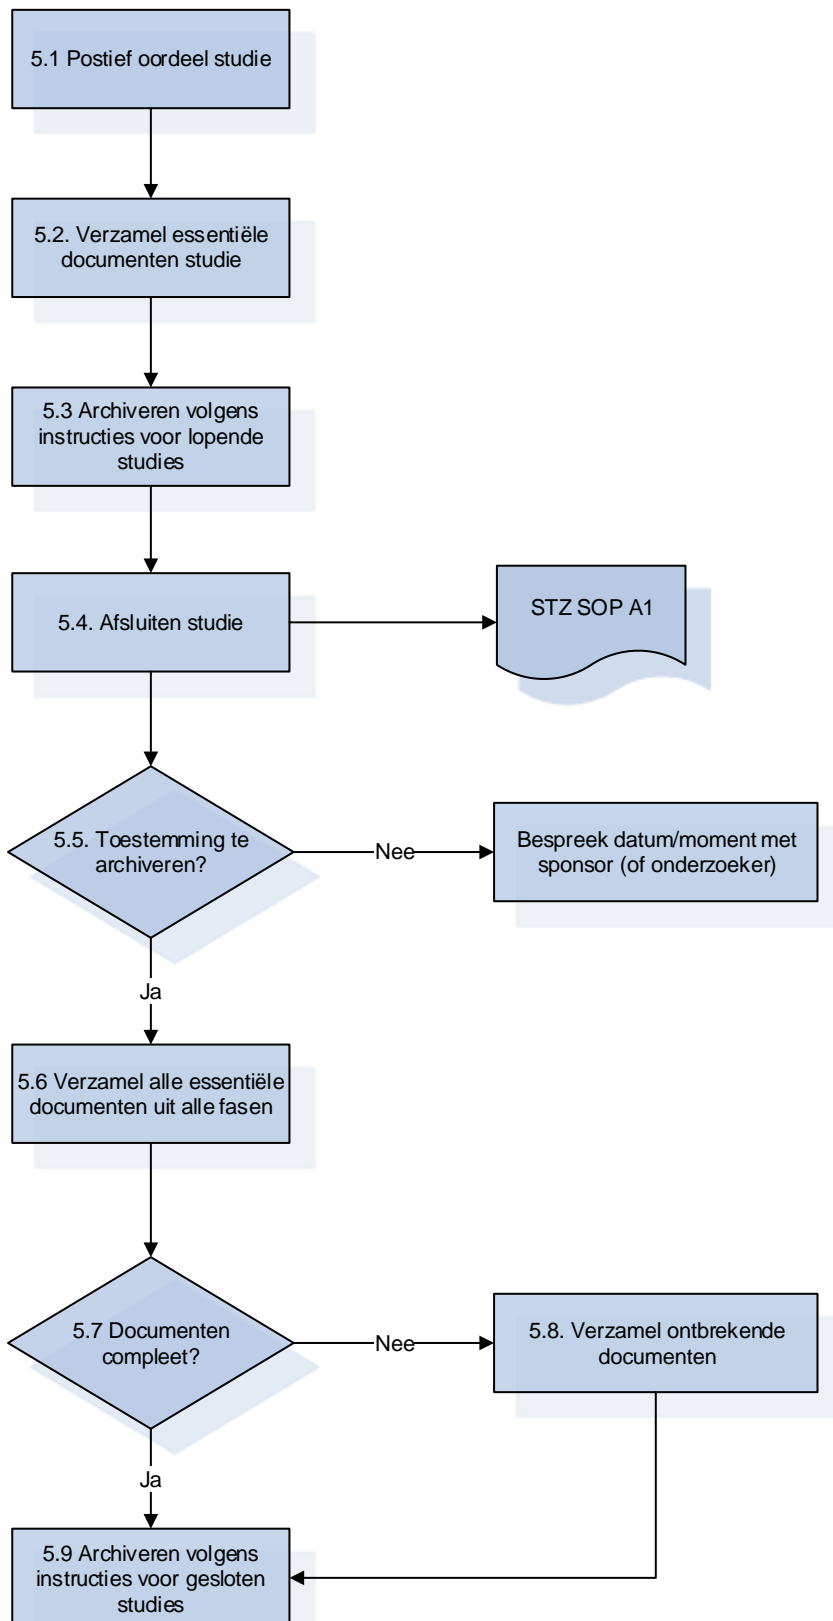 5.1 Postief oordeel studie
5.2. Verzamel essentiële
documenten studie
5.3 Archiveren volgens
instructies voor lopende
studies
5.4. Afsluiten studie
STZ SOP A1
5.5. Toestemming te
archiveren?
Nee
Bespreek datum/moment met
sponsor (of onderzoeker)
Ja
5.6 Verzamel alle essentiële
documenten uit alle fasen
5.7 Documenten
compleet?
Nee
5.8. Verzamel ontbrekende
documenten
Ja
5.9 Archiveren volgens
instructies voor gesloten
studies